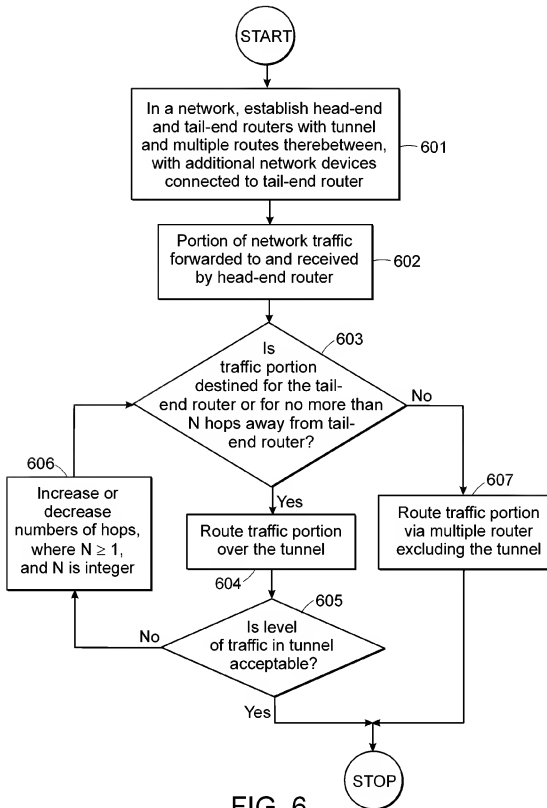 START
In a network, establish head-end
and tail-end routers with tunnel
and multiple routes therebetween,
with additional network devices
connected to tail-end router
601
Portion of network traffic
forwarded to and received
by head-end router
602
603
Is
traffic portion
destined for the tail-
end router or for no more than
N hops away from tail-
end router?
No
Yes
606
Increase or
decrease
numbers of hops,
where N ≥ 1,
and N is integer
Route traffic portion
over the tunnel
604
607
Route traffic portion
via multiple router
excluding the tunnel
605
Is level
of traffic in tunnel
acceptable?
No
Yes
STOP
FIG. 6